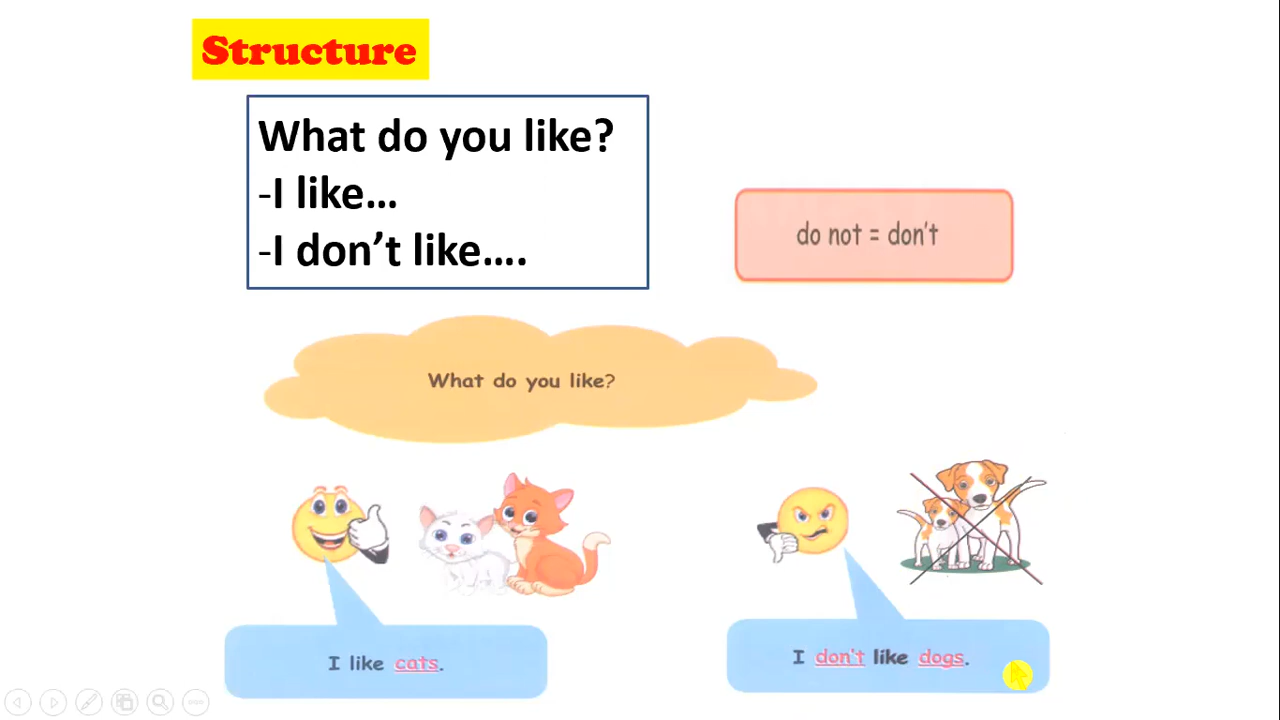 Structure
What do you like?
-I like...
-I don't like....
do not = don't
What do you like?
I like cats.
I don't like dogs.